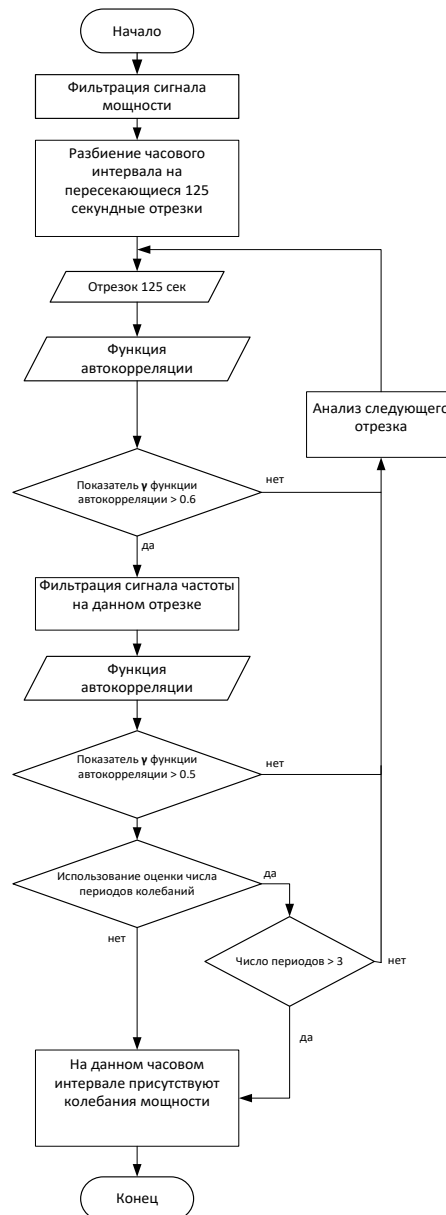 Начало
Фильтрация сигнала
мощности
Разбиение часового
интервала на
пересекающиеся 125
секундные отрезки
Отрезок 125 сек
Функция
автокорреляции
Анализ следующего
отрезка
Показатель γ функции
автокорреляции > 0.6
нет
да
Фильтрация сигнала частоты
на данном отрезке
Функция
автокорреляции
Показатель γ функции
автокорреляции > 0.5
нет
Использование оценки числа
периодов колебаний
да
нет
Число периодов > 3
нет
да
На данном часовом
интервале присутствуют
колебания мощности
Конец